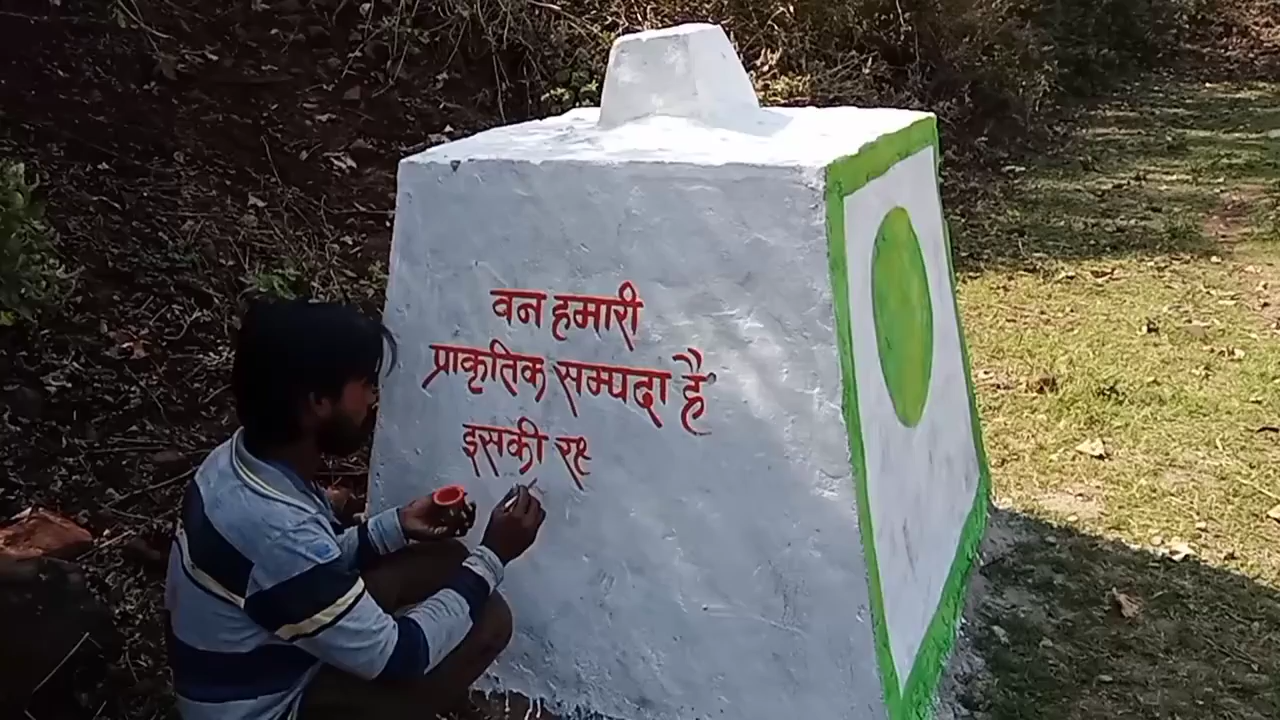 वन हमारी
प्राकृतिक सम्पदा है
इसकी रक्ष